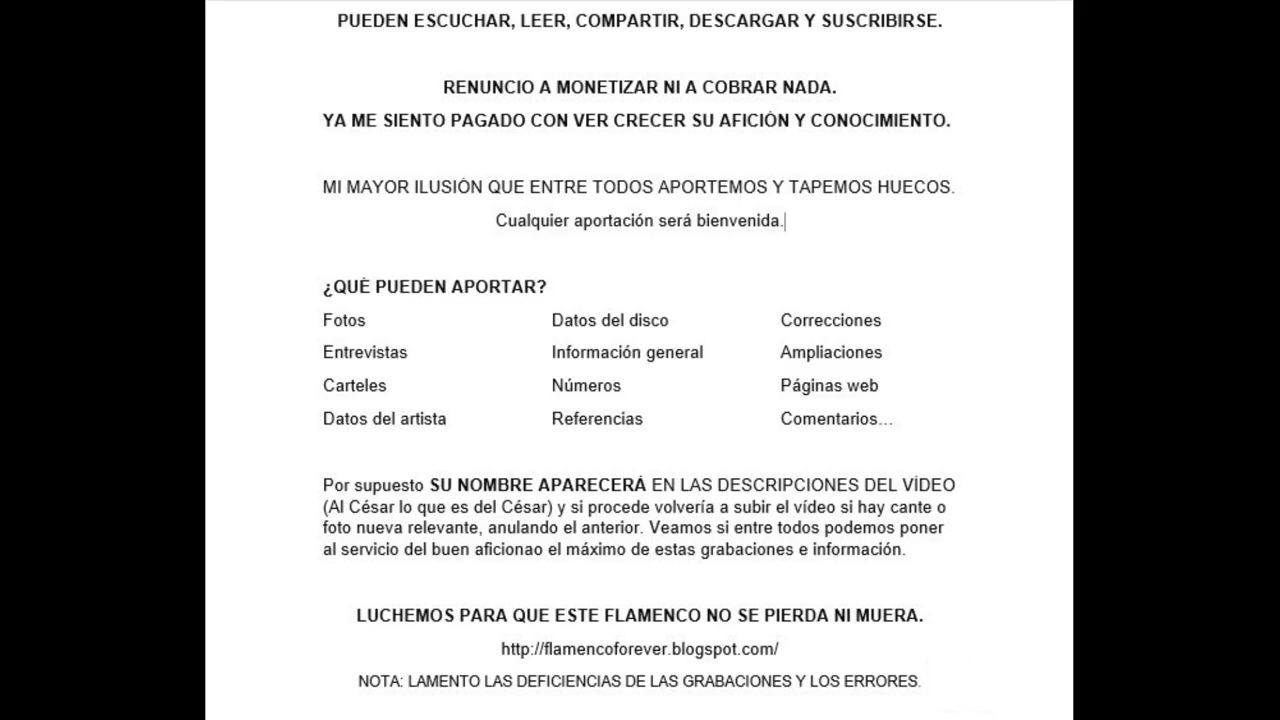 PUEDEN ESCUCHAR, LEER, COMPARTIR, DESCARGAR Y SUSCRIBIRSE.
RENUNCIO A MONETIZAR NI A COBRAR NADA.
YA ME SIENTO PAGADO CON VER CRECER SU AFICIÓN Y CONOCIMIENTO.
MI MAYOR ILUSIÓN QUE ENTRE TODOS APORTEMOS Y TAPEMOS HUECOS.
Cualquier aportación será bienvenida.
¿QUÉ PUEDEN APORTAR?
Fotos Datos del disco Correcciones
Entrevistas Información general Ampliaciones
Carteles Números Páginas web
Datos del artista Referencias Comentarios...
Por supuesto SU NOMBRE APARECERÁ EN LAS DESCRIPCIONES DEL VÍDEO
(Al César lo que es del César) y si procede volvería a subir el vídeo si hay cante o
foto nueva relevante, anulando el anterior. Veamos si entre todos podemos poner
al servicio del buen aficionao el máximo de estas grabaciones e información.
LUCHEMOS PARA QUE ESTE FLAMENCO NO SE PIERDA NI MUERA.
http://flamencoforever.blogspot.com/
NOTA: LAMENTO LAS DEFICIENCIAS DE LAS GRABACIONES Y LOS ERRORES.